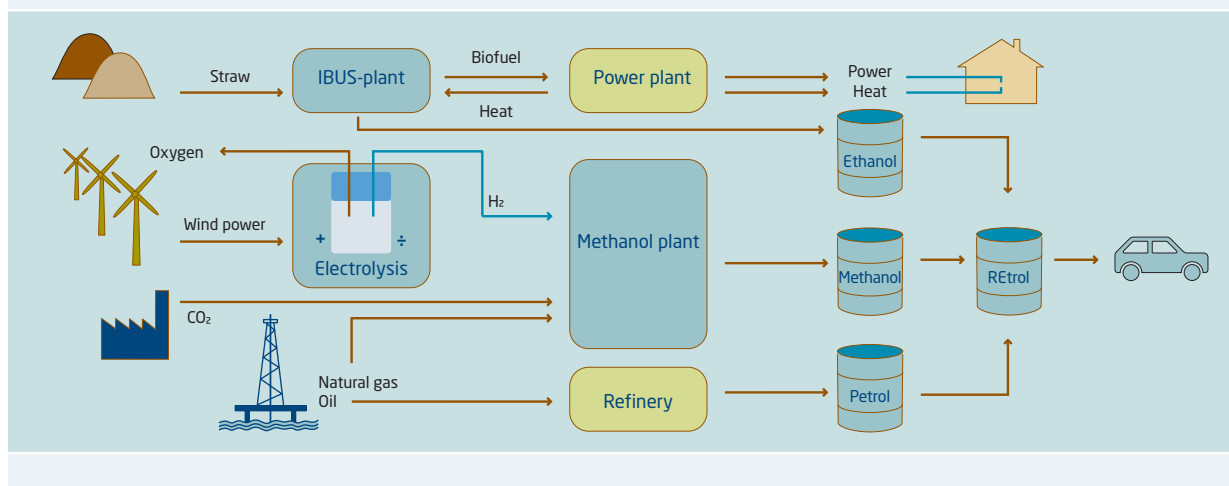 Biofuel
Straw
IBUS-plant
Power plant
Power
Heat
Heat
Oxygen
Ethanol
H₂
Wind power
+
÷
Electrolysis
Methanol plant
Methanol
REtrol
CO₂
Natural gas
Oil
Refinery
Petrol